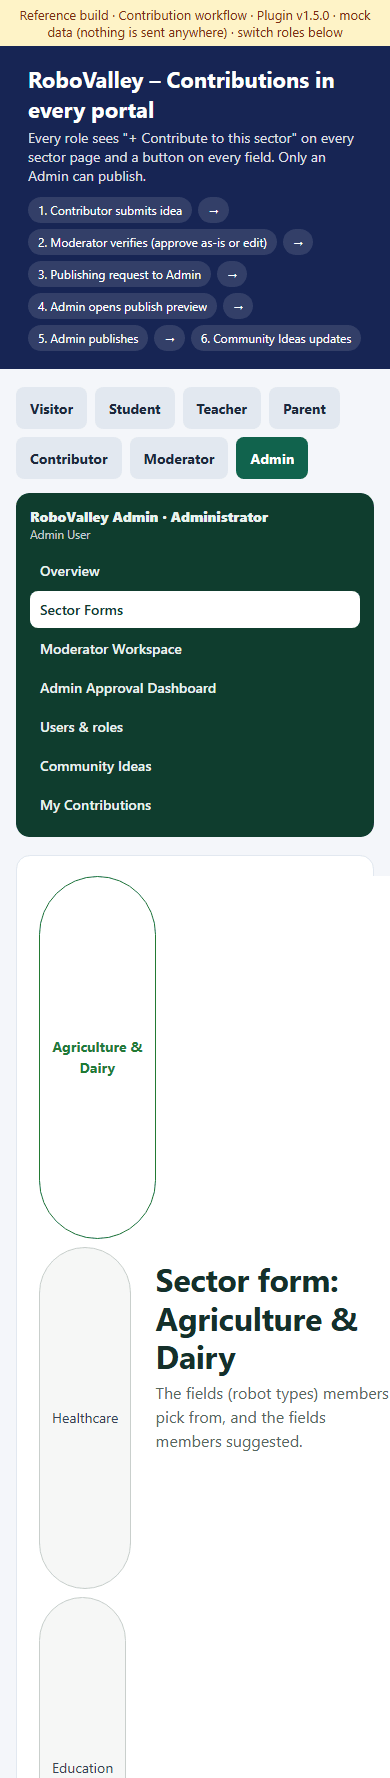 Reference build · Contribution workflow · Plugin v1.5.0 · mock
data (nothing is sent anywhere) · switch roles below
RoboValley – Contributions in
every portal
Every role sees "+ Contribute to this sector" on every
sector page and a button on every field. Only an
Admin can publish.
1. Contributor submits idea →
2. Moderator verifies (approve as-is or edit) →
3. Publishing request to Admin →
4. Admin opens publish preview →
5. Admin publishes → 6. Community Ideas updates
Visitor Student Teacher Parent
Contributor Moderator Admin
RoboValley Admin · Administrator
Admin User
Overview
Sector Forms
Moderator Workspace
Admin Approval Dashboard
Users & roles
Community Ideas
My Contributions
Agriculture &
Dairy
Healthcare
Education
Sector form:
Agriculture &
Dairy
The fields (robot types) members
pick from, and the fields
members suggested.